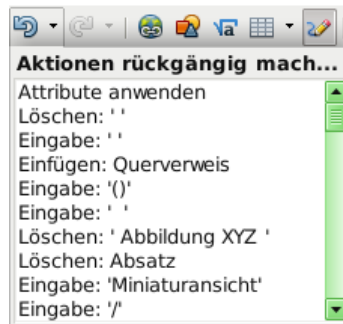 Aktionen rückgängig mach...
Attribute anwenden
Löschen: ' '
Eingabe: ' '
Einfügen: Querverweis
Eingabe: '()'
Eingabe: '  '
Löschen: ' Abbildung XYZ '
Löschen: Absatz
Eingabe: 'Miniaturansicht'
Eingabe: '/'